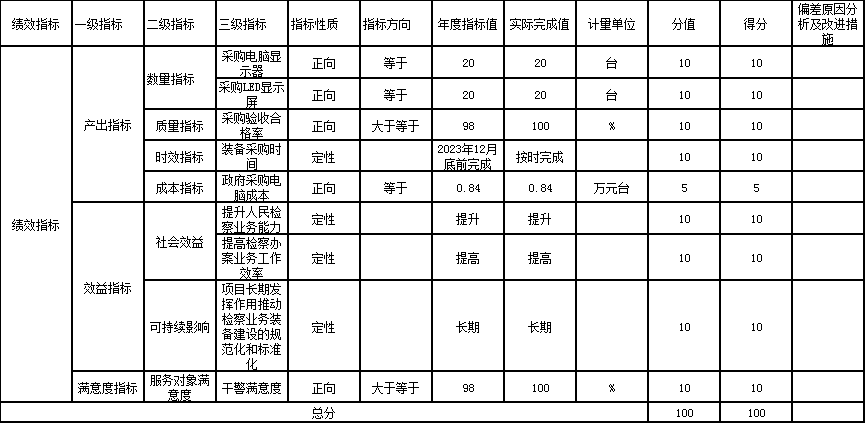 绩效指标 一级指标 二级指标 三级指标 指标性质 指标方向 年度指标值 实际完成值 计量单位 分值 得分 偏差原因分
析及改进措
施
绩效指标
产出指标
数量指标
采购电脑显
示器
正向 等于 20 20 台 10 10
采购LED显示
屏
正向 等于 20 20 台 10 10
质量指标
采购验收合
格率
正向 大于等于 98 100 % 10 10
时效指标
装备采购时
间
定性
2023年12月
底前完成
按时完成 10 10
成本指标
政府采购电
脑成本
正向 等于 0.84 0.84 万元台 5 5
效益指标
社会效益
提升人民检
察业务能力
定性 提升 提升 10 10
提高检察办
案业务工作
效率
定性 提高 提高 10 10
可持续影响
项目长期发
挥作用推动
检察业务装
备建设的规
范化和标准
化
定性 长期 长期 10 10
满意度指标
服务对象满
意度
干警满意度 正向 大于等于 98 100 % 10 10
总分 100 100